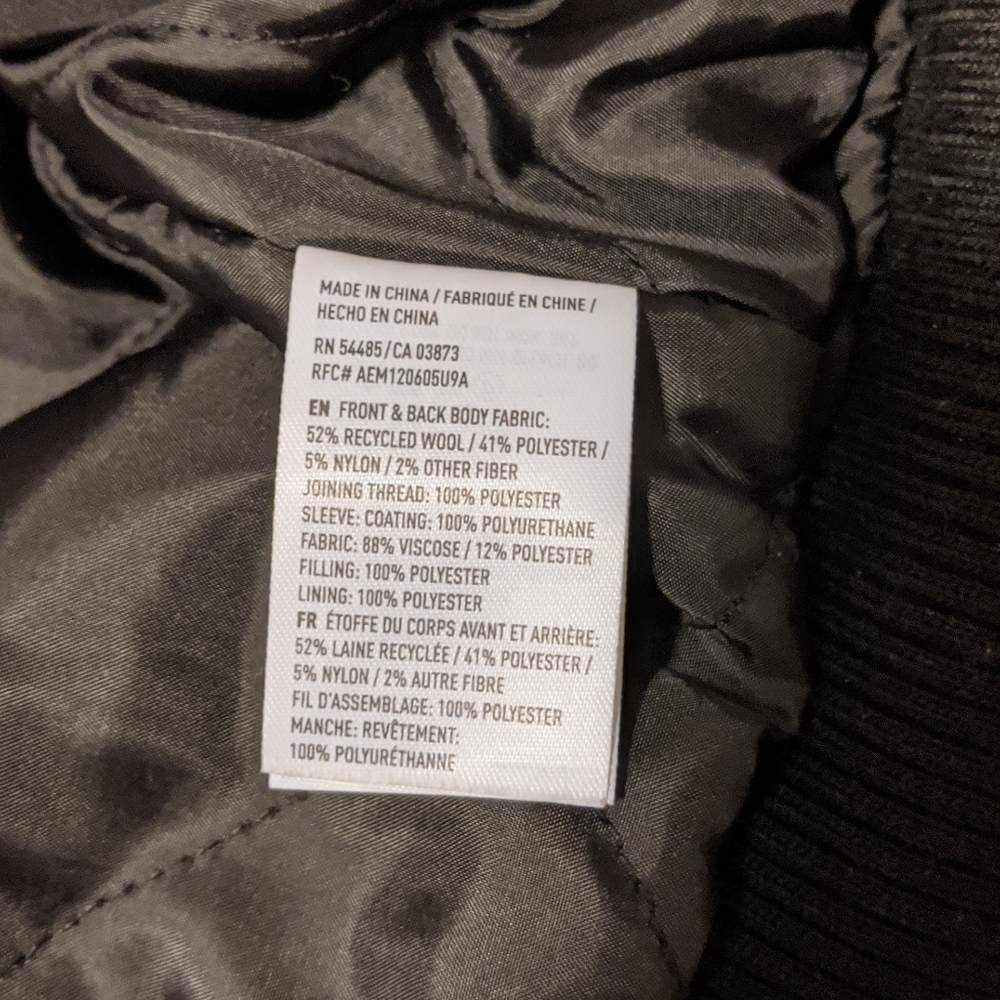 MADE IN CHINA / FABRIQUÉ EN CHINE /
HECHO EN CHINA
RN 54485/CA 03873
RFC# AEM120605U9A
EN FRONT & BACK BODY FABRIC:
52% RECYCLED WOOL / 41% POLYESTER /
5% NYLON / 2% OTHER FIBER
JOINING THREAD: 100% POLYESTER
SLEEVE: COATING: 100% POLYURETHANE
FABRIC: 88% VISCOSE / 12% POLYESTER
FILLING: 100% POLYESTER
LINING: 100% POLYESTER
FR ÉTOFFE DU CORPS AVANT ET ARRIÈRE:
52% LAINE RECYCLÉE / 41% POLYESTER /
5% NYLON / 2% AUTRE FIBRE
FIL D'ASSEMBLAGE: 100% POLYESTER
MANCHE: REVÊTEMENT:
100% POLYURÉTHANNE